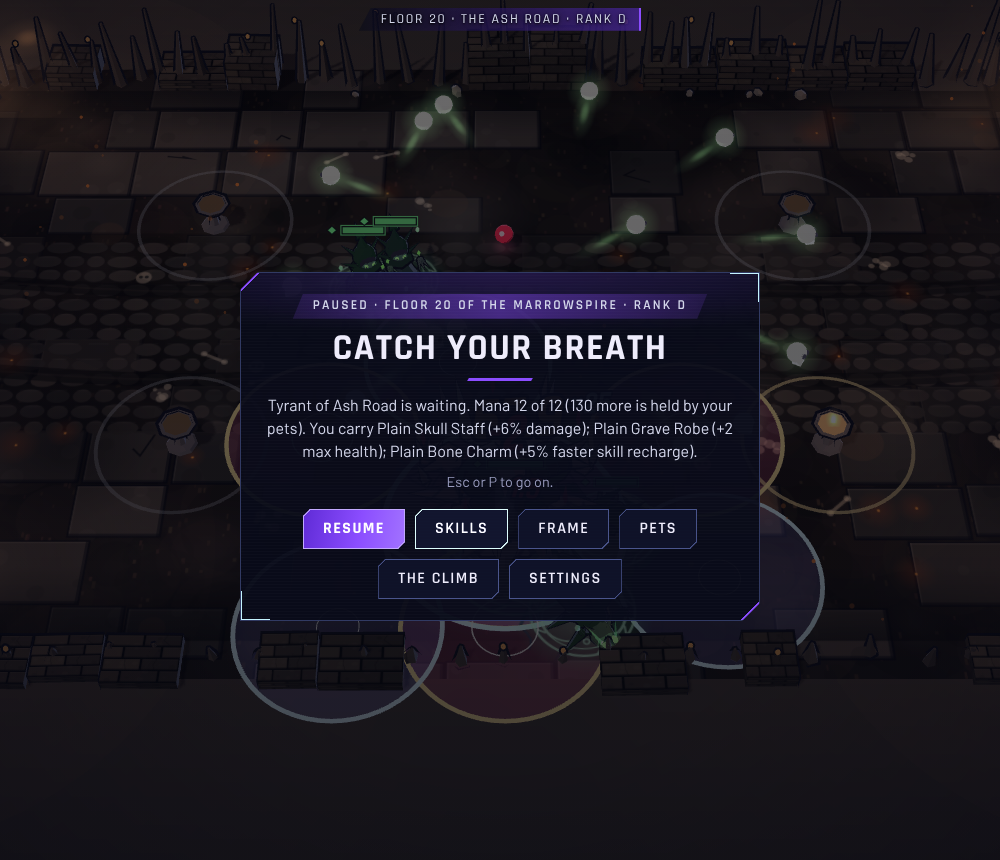 FLOOR 20 · THE ASH ROAD · RANK D
PAUSED · FLOOR 20 OF THE MARROWSPIRE · RANK D
CATCH YOUR BREATH
Tyrant of Ash Road is waiting. Mana 12 of 12 (130 more is held by your
pets). You carry Plain Skull Staff (+6% damage); Plain Grave Robe (+2
max health); Plain Bone Charm (+5% faster skill recharge).
Esc or P to go on.
RESUME SKILLS FRAME PETS
THE CLIMB SETTINGS